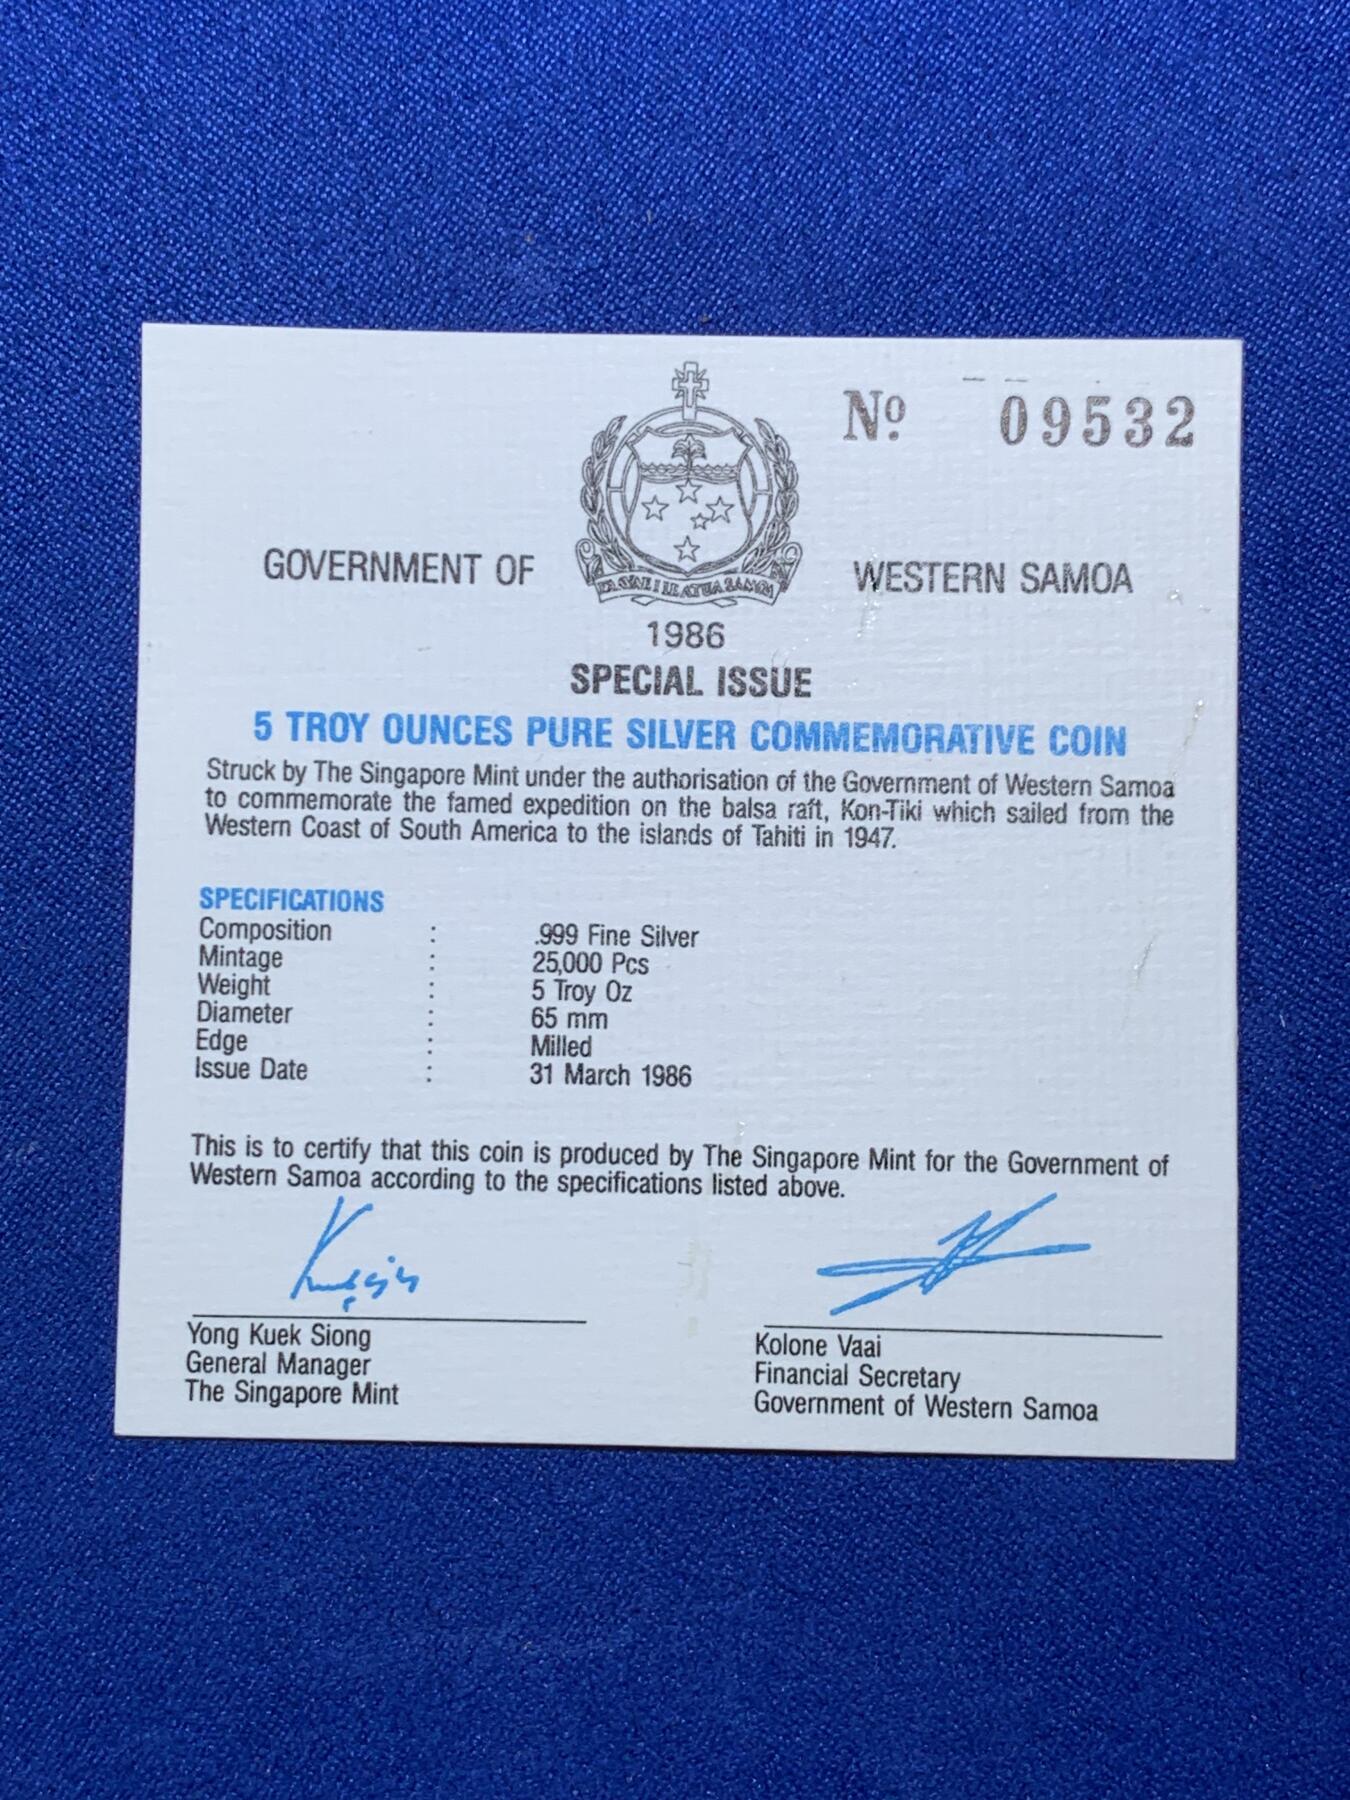 Nº 09532
GOVERNMENT OF WESTERN SAMOA
FA'AVAE I LE ATUA SAMOA
1986
SPECIAL ISSUE
5 TROY OUNCES PURE SILVER COMMEMORATIVE COIN
Struck by The Singapore Mint under the authorisation of the Government of Western Samoa
to commemorate the famed expedition on the balsa raft, Kon-Tiki which sailed from the
Western Coast of South America to the islands of Tahiti in 1947.
SPECIFICATIONS
Composition : .999 Fine Silver
Mintage : 25,000 Pcs
Weight : 5 Troy Oz
Diameter : 65 mm
Edge : Milled
Issue Date : 31 March 1986
This is to certify that this coin is produced by The Singapore Mint for the Government of
Western Samoa according to the specifications listed above.
Yong Kuek Siong
General Manager
The Singapore Mint
Kolone Vaai
Financial Secretary
Government of Western Samoa